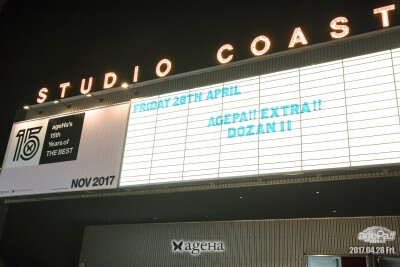 STUDIO COAST
FRIDAY 28TH APRIL
AGEPA!! EXTRA!!
DOZAN!!
15
ageHa's
15th
Years of
THE BEST
NOV 2017
ageHa
agePa!!
2017.04.28 Fri.